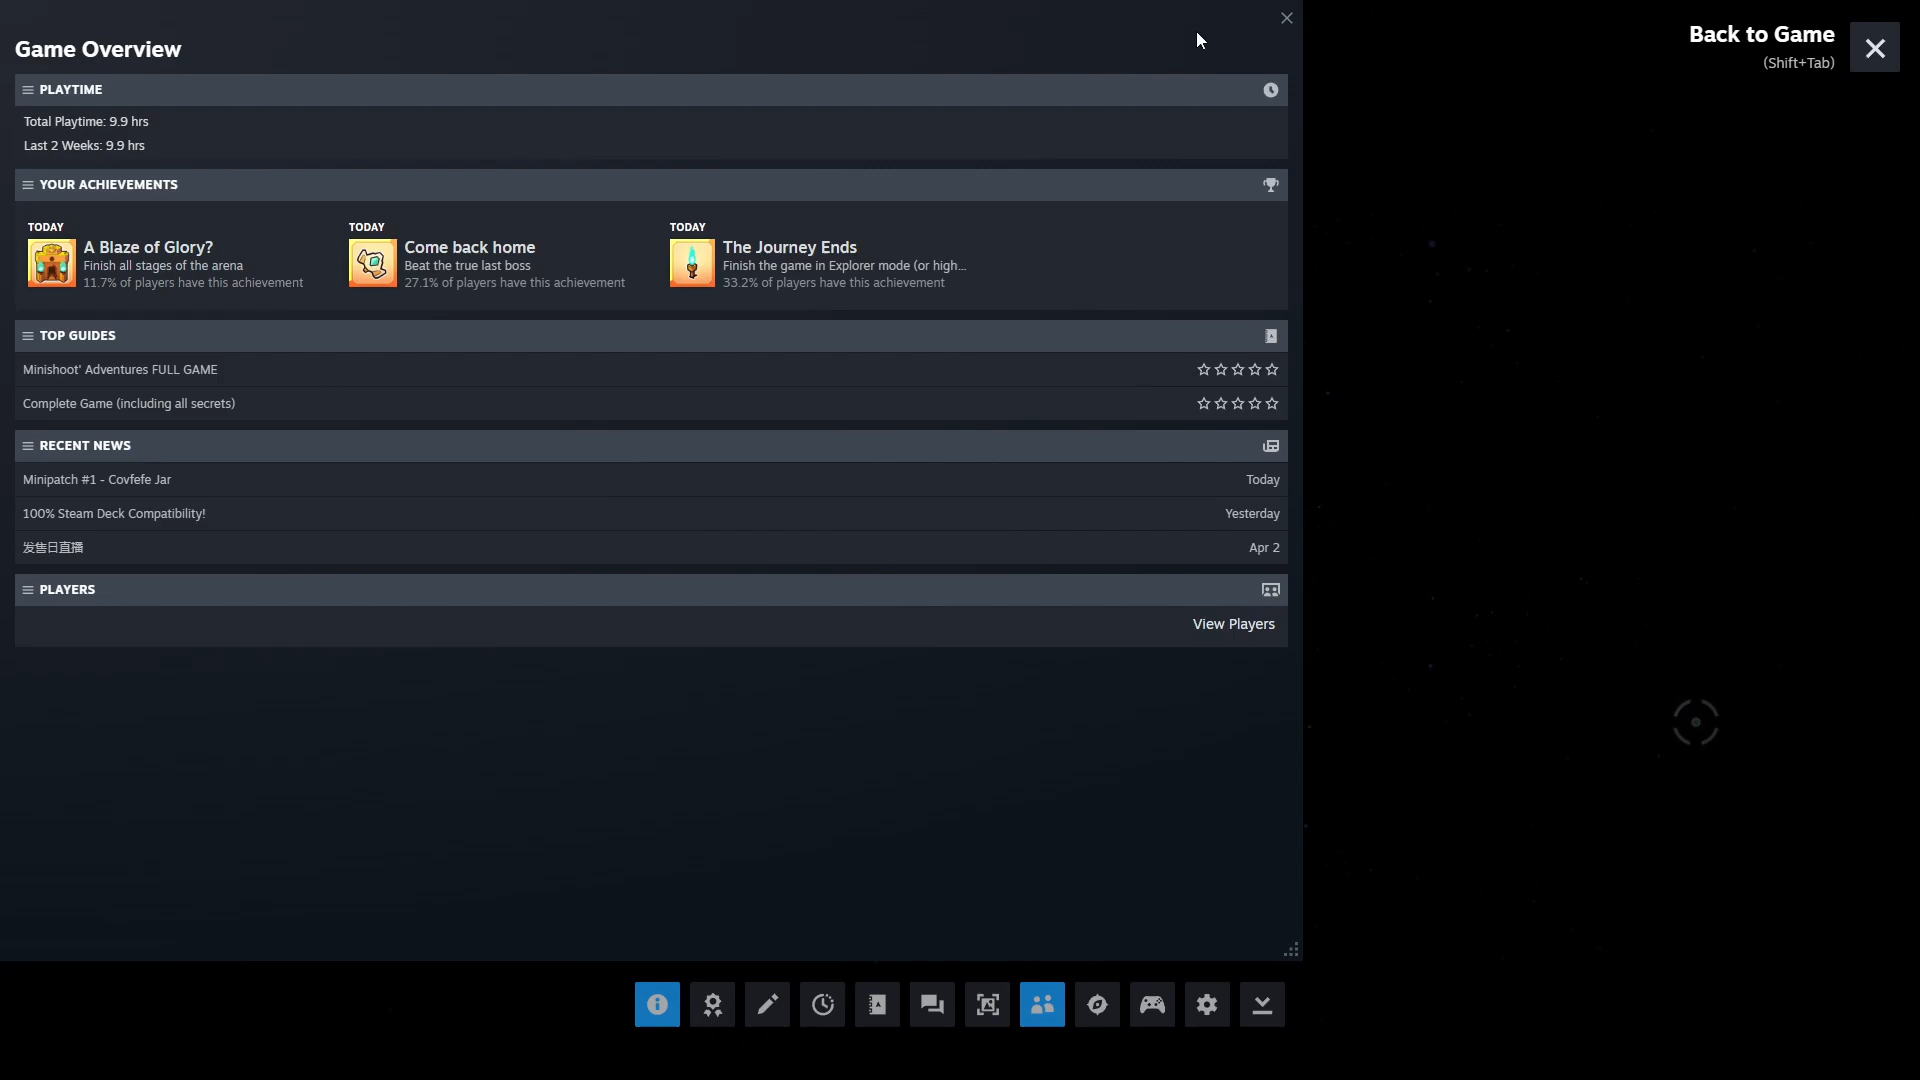 Game Overview
Back to Game
(Shift+Tab)
PLAYTIME
Total Playtime: 9.9 hrs
Last 2 Weeks: 9.9 hrs
YOUR ACHIEVEMENTS
TODAY
A Blaze of Glory?
Finish all stages of the arena
11.7% of players have this achievement
TODAY
Come back home
Beat the true last boss
27.1% of players have this achievement
TODAY
The Journey Ends
Finish the game in Explorer mode (or high...
33.2% of players have this achievement
TOP GUIDES
Minishoot' Adventures FULL GAME
Complete Game (including all secrets)
RECENT NEWS
Minipatch #1 - Covfefe Jar Today
100% Steam Deck Compatibility! Yesterday
发售日直播 Apr 2
PLAYERS
View Players